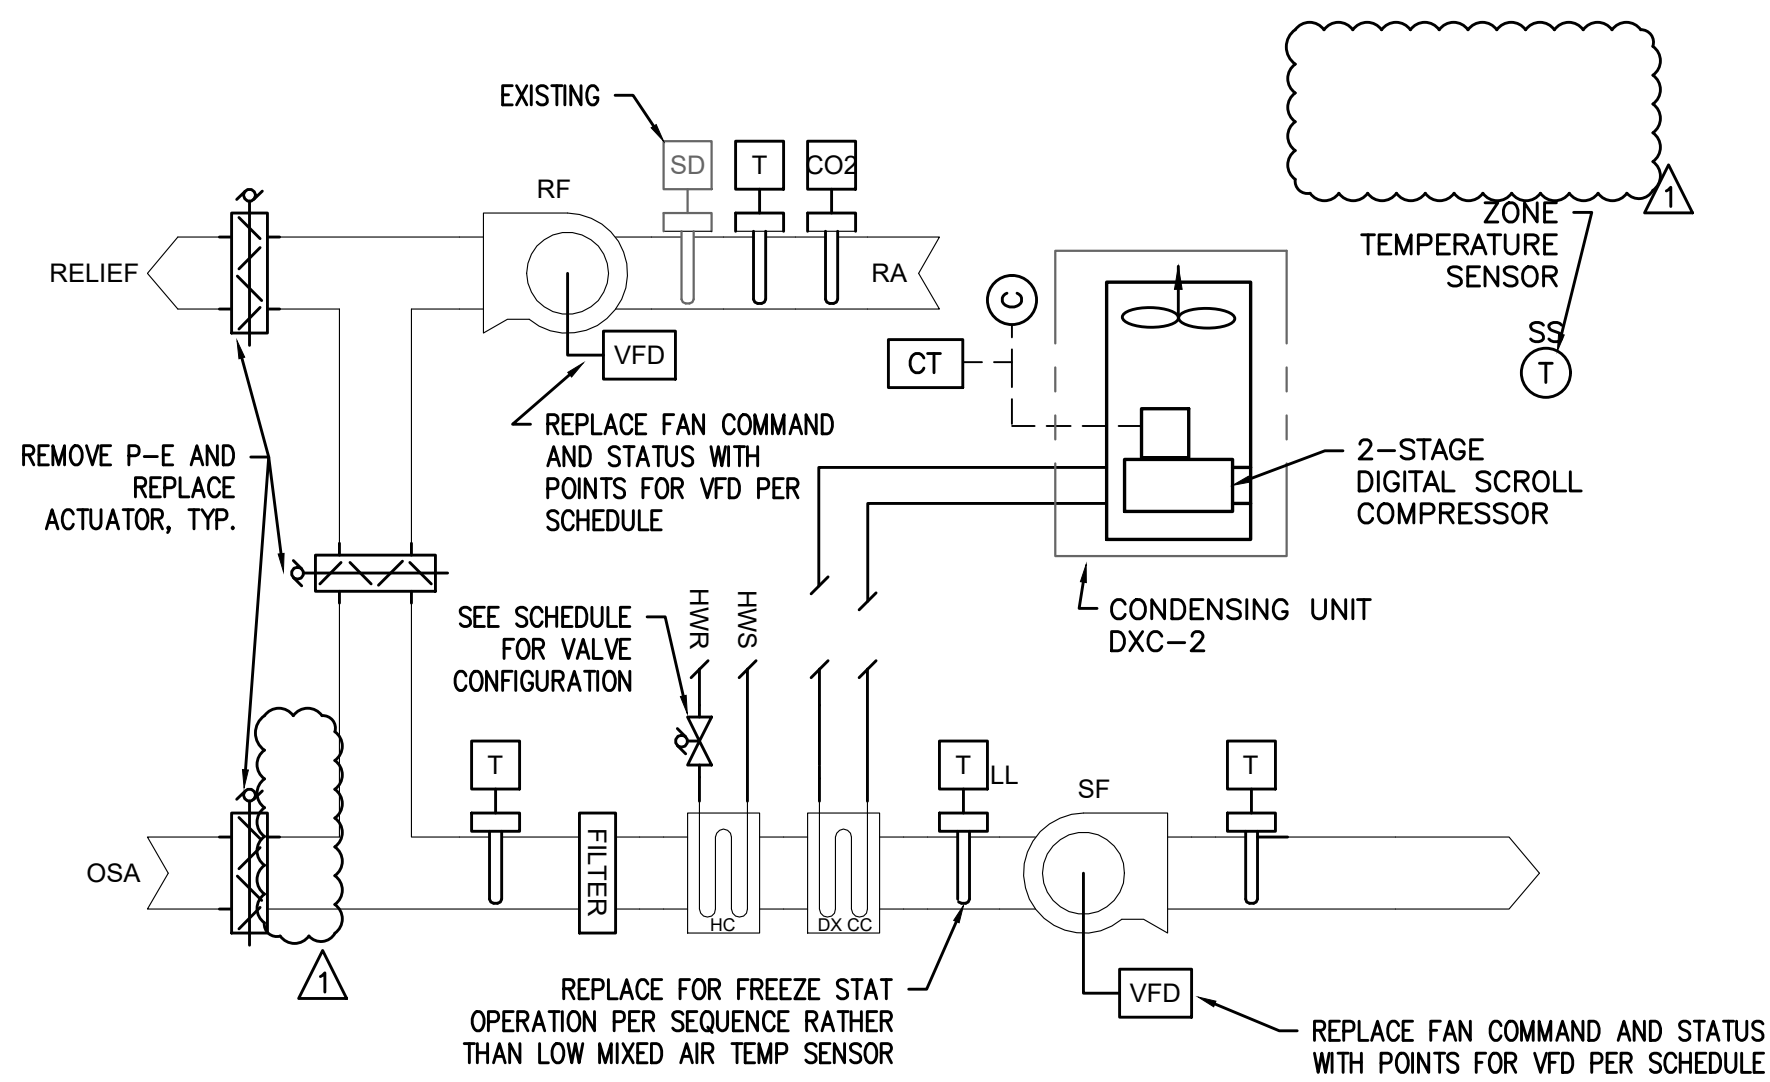 EXISTING
SD
T
CO2
RF
RELIEF
RA
VFD
REPLACE FAN COMMAND
AND STATUS WITH
POINTS FOR VFD PER
SCHEDULE
REMOVE P-E AND
REPLACE
ACTUATOR, TYP.
C
CT
1
ZONE
TEMPERATURE
SENSOR
SS
T
2-STAGE
DIGITAL SCROLL
COMPRESSOR
CONDENSING UNIT
DXC-2
SEE SCHEDULE
FOR VALVE
CONFIGURATION
HWR
HWS
T
T
LL
SF
T
OSA
FILTER
HC
DX CC
1
VFD
REPLACE FOR FREEZE STAT
OPERATION PER SEQUENCE RATHER
THAN LOW MIXED AIR TEMP SENSOR
REPLACE FAN COMMAND AND STATUS
WITH POINTS FOR VFD PER SCHEDULE